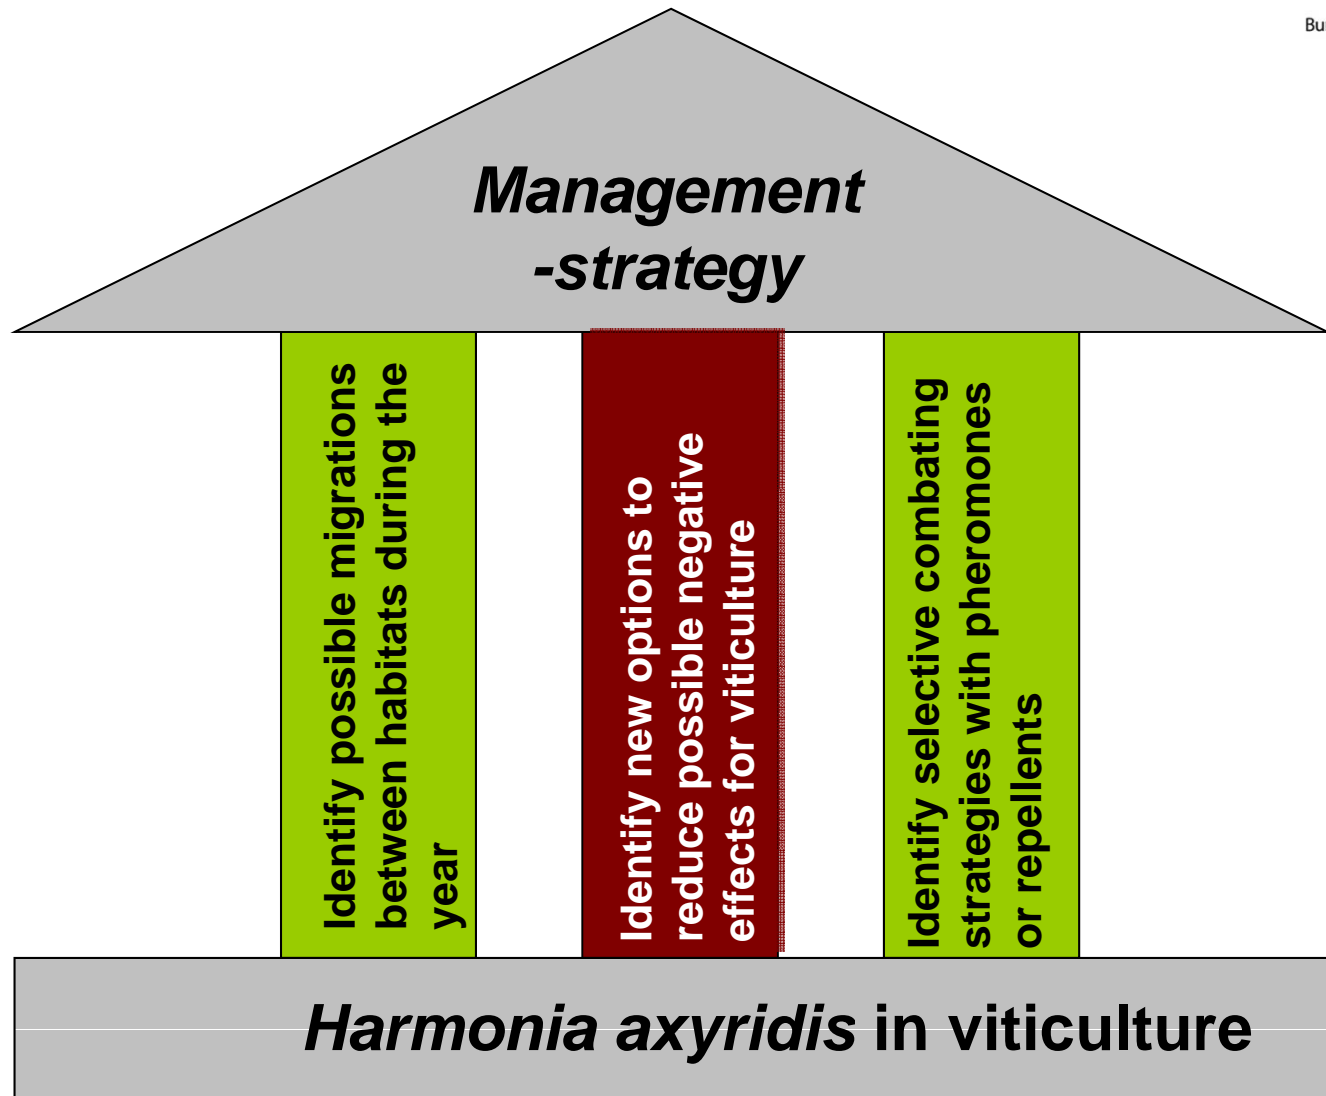 Bu
Management
-strategy
Identify possible migrations
between habitats during the
year
Identify new options to
reduce possible negative
effects for viticulture
Identify selective combating
strategies with pheromones
or repellents
Harmonia axyridis in viticulture